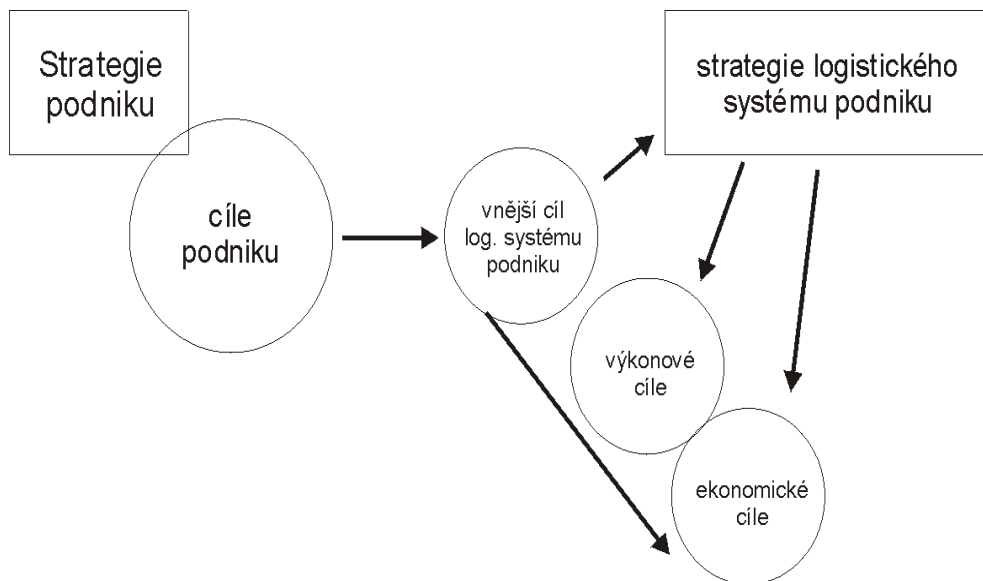 Strategie
podniku
strategie logistického
systému podniku
cíle
podniku
vnější cíl
log. systému
podniku
výkonové
cíle
ekonomické
cíle